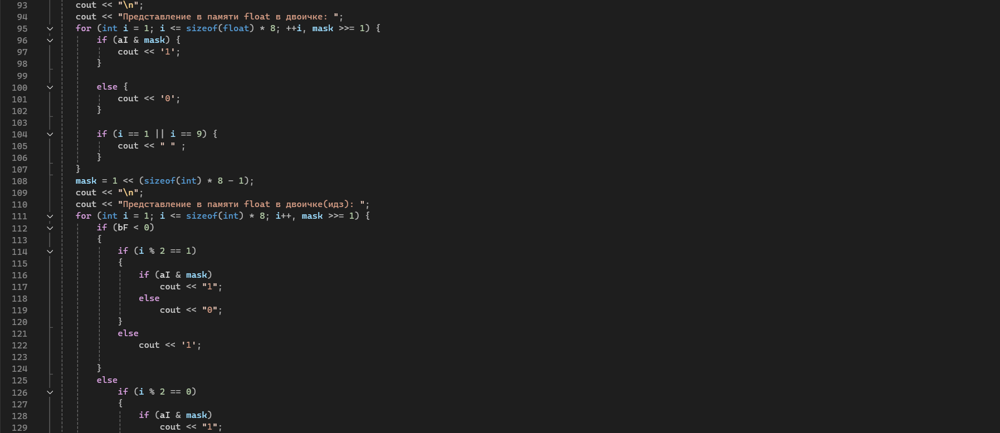 93 cout << "\n";
94 cout << "Представление в памяти float в двоичке: ";
95 for (int i = 1; i <= sizeof(float) * 8; ++i, mask >>= 1) {
96 if (aI & mask) {
97 cout << '1';
98 }
99
100 else {
101 cout << '0';
102 }
103
104 if (i == 1 || i == 9) {
105 cout << " " ;
106 }
107 }
108 mask = 1 << (sizeof(int) * 8 - 1);
109 cout << "\n";
110 cout << "Представление в памяти float в двоичке(идз): ";
111 for (int i = 1; i <= sizeof(int) * 8; i++, mask >>= 1) {
112 if (bF < 0)
113 {
114 if (i % 2 == 1)
115 {
116 if (aI & mask)
117 cout << "1";
118 else
119 cout << "0";
120 }
121 else
122 cout << '1';
123
124 }
125 else
126 if (i % 2 == 0)
127 {
128 if (aI & mask)
129 cout << "1";